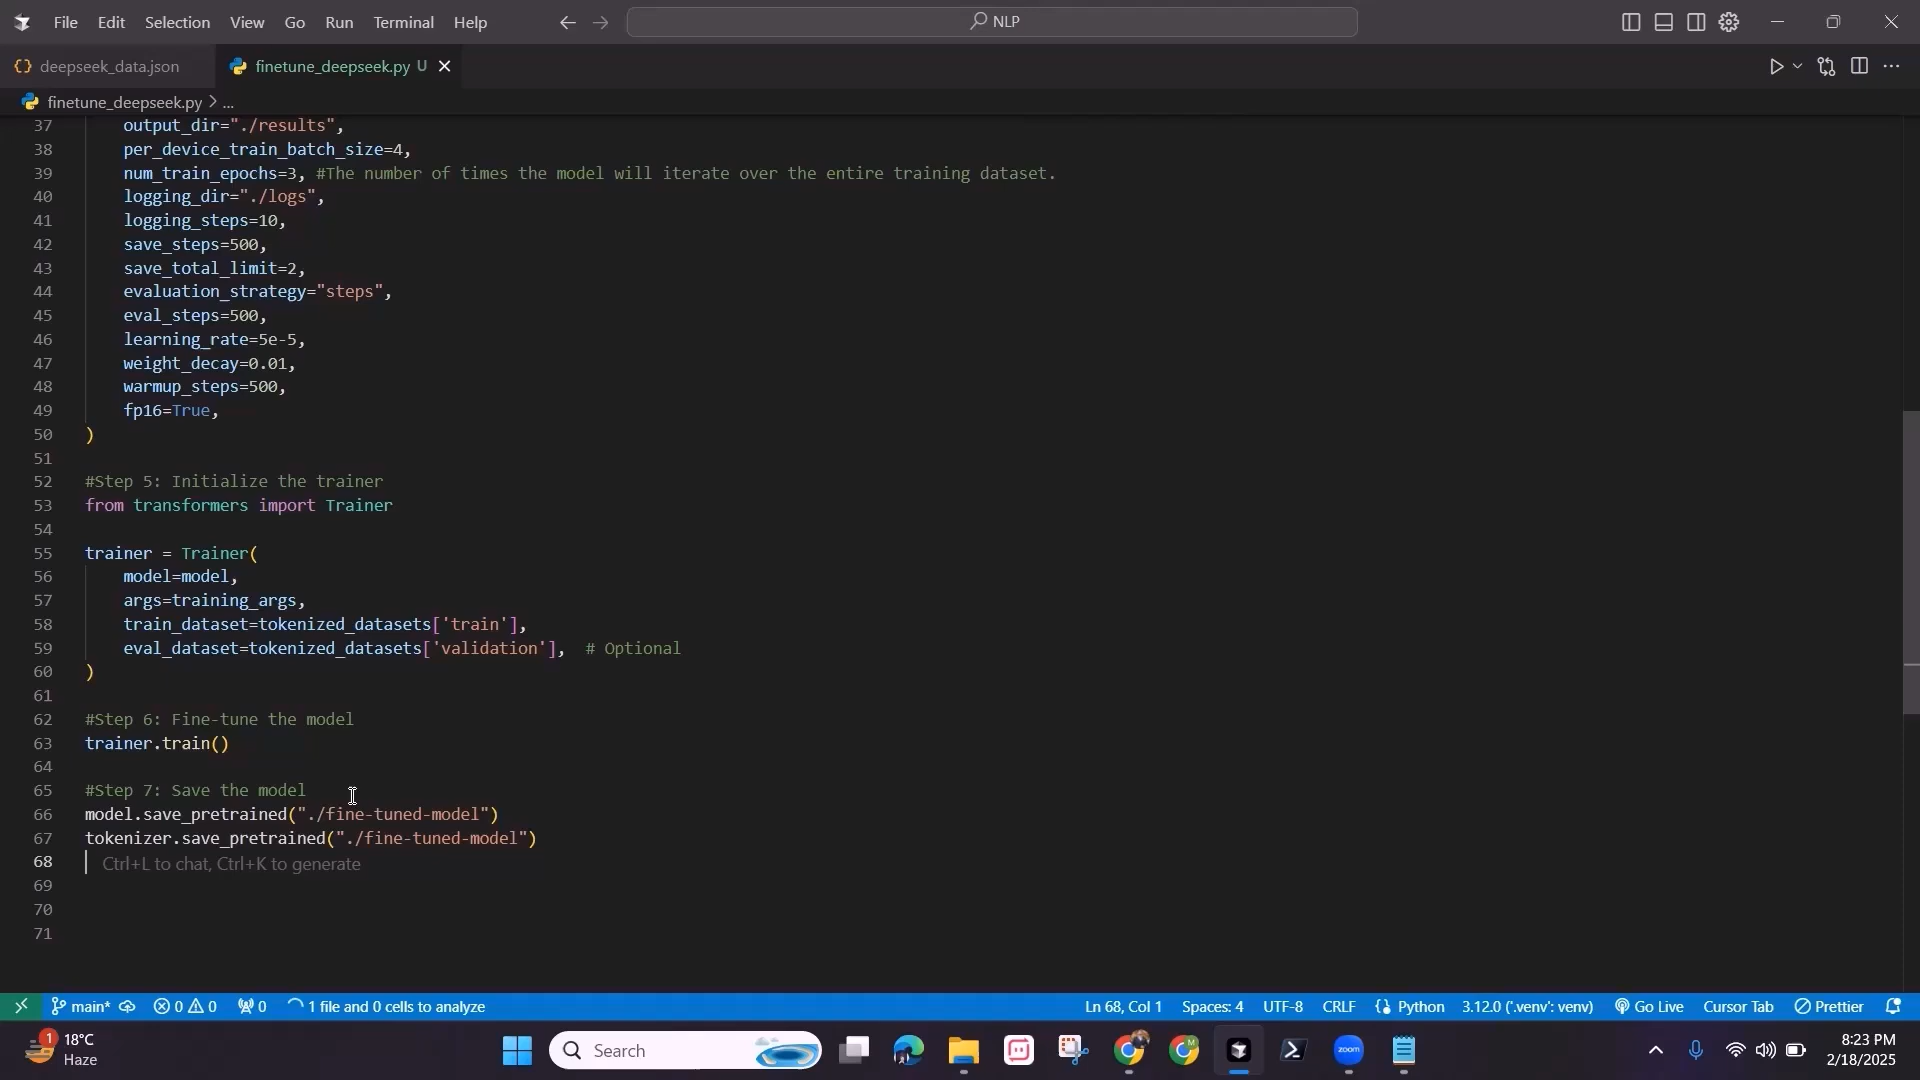 File Edit Selection View Go Run Terminal Help
NLP
deepseek_data.json
finetune_deepseek.py U
finetune_deepseek.py > ...
37 output_dir="./results",
38 per_device_train_batch_size=4,
39 num_train_epochs=3, #The number of times the model will iterate over the entire training dataset.
40 logging_dir="./logs",
41 logging_steps=10,
42 save_steps=500,
43 save_total_limit=2,
44 evaluation_strategy="steps",
45 eval_steps=500,
46 learning_rate=5e-5,
47 weight_decay=0.01,
48 warmup_steps=500,
49 fp16=True,
50 )
51
52 #Step 5: Initialize the trainer
53 from transformers import Trainer
54
55 trainer = Trainer(
56 model=model,
57 args=training_args,
58 train_dataset=tokenized_datasets['train'],
59 eval_dataset=tokenized_datasets['validation'],  # Optional
60 )
61
62 #Step 6: Fine-tune the model
63 trainer.train()
64
65 #Step 7: Save the model
66 model.save_pretrained("./fine-tuned-model")
67 tokenizer.save_pretrained("./fine-tuned-model")
68 Ctrl+L to chat, Ctrl+K to generate
69
70
71
main* 0 0 0 1 file and 0 cells to analyze Ln 68, Col 1 Spaces: 4 UTF-8 CRLF Python 3.12.0 ('.venv': venv) Go Live Cursor Tab Prettier
1 18°C
Haze
Search
M
zoom
8:23 PM
2/18/2025